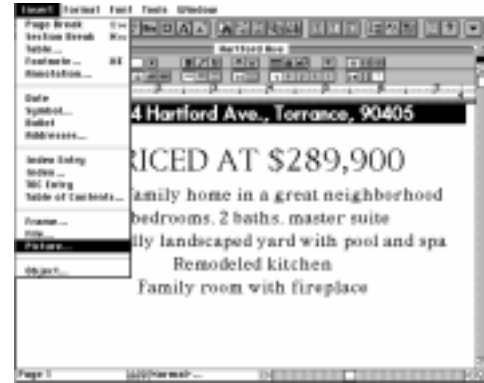 Insert Format Font Tools Window
Page Break
Section Break
Table...
Footnote...
Annotation...
Date
Symbol...
Bullet
Addresses...
Index Entry
Index...
TOC Entry
Table of Contents...
Frame...
File...
Picture...
Object...
Hartford Ave
4 Hartford Ave., Torrance, 90405
RICED AT $289,900
amily home in a great neighborhood
bedrooms, 2 baths, master suite
lly landscaped yard with pool and spa
Remodeled kitchen
Family room with fireplace
Page 1 Normal